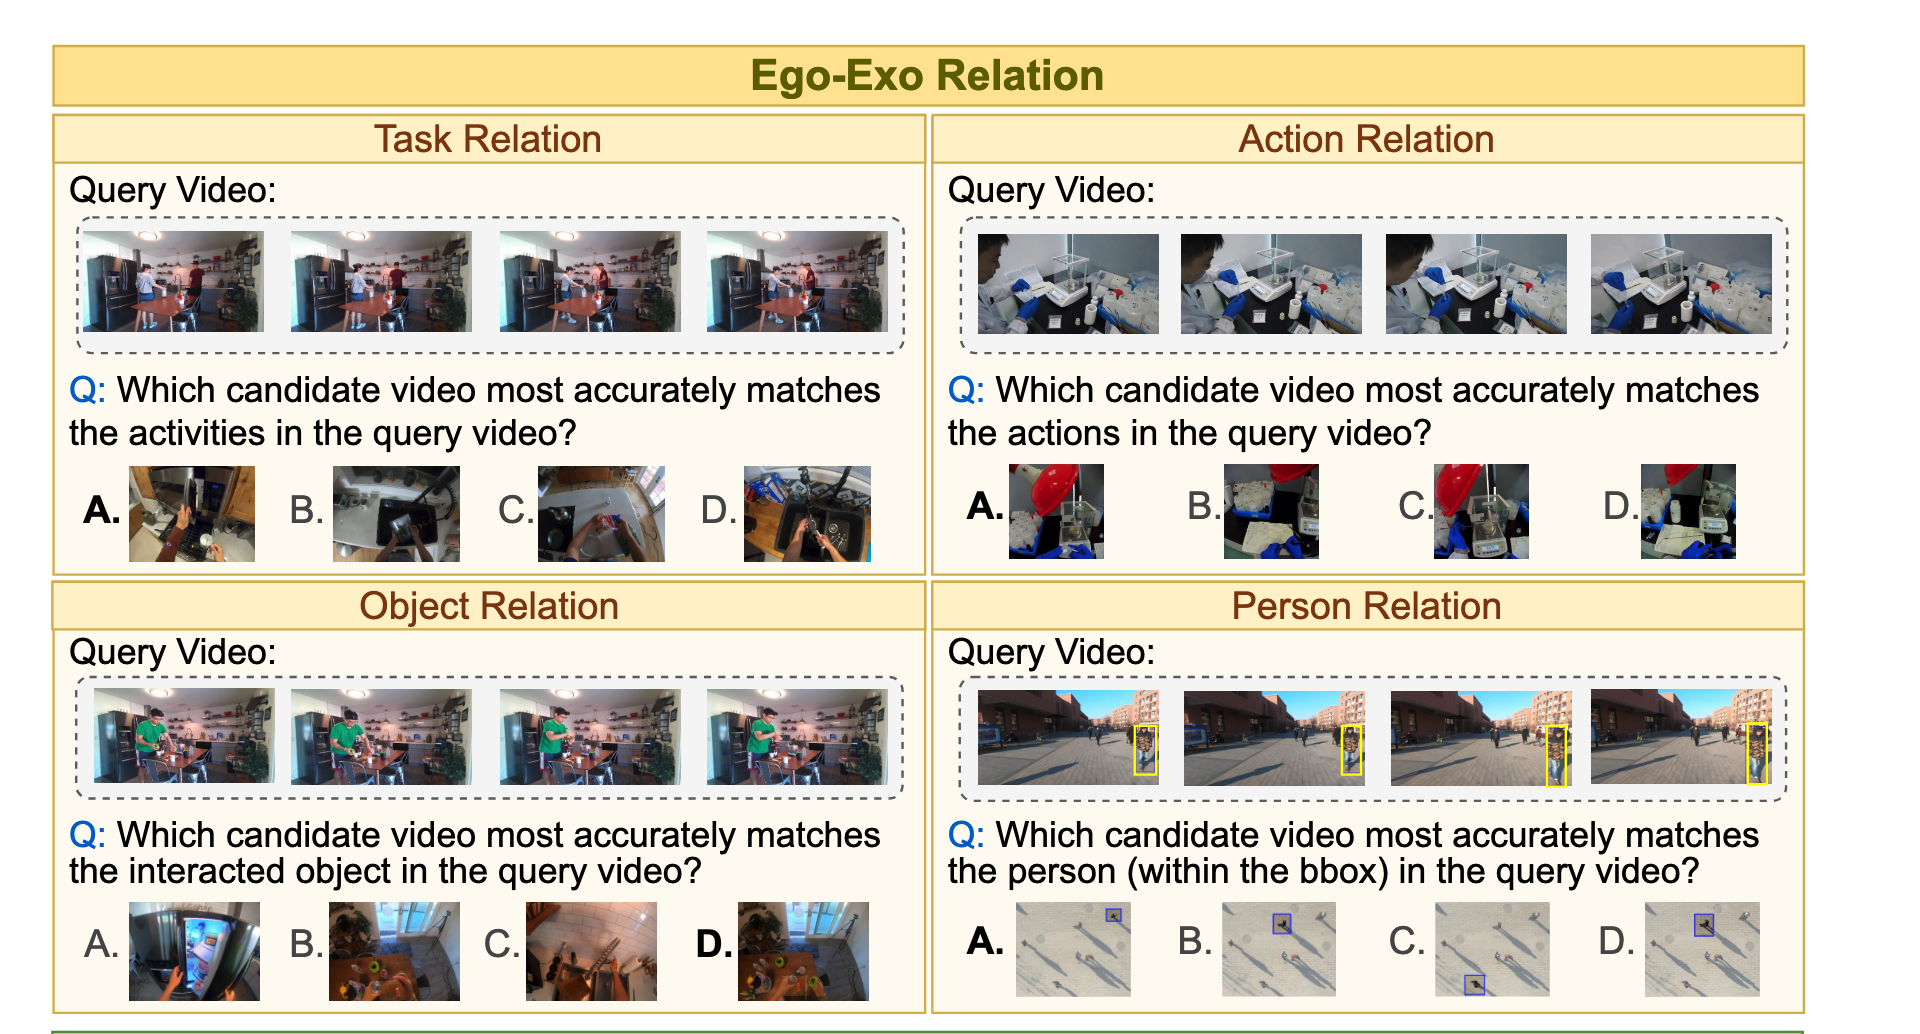 Ego-Exo Relation
Task Relation
Query Video:
Q: Which candidate video most accurately matches
the activities in the query video?
A.
B.
C.
D.
Action Relation
Query Video:
Q: Which candidate video most accurately matches
the actions in the query video?
A.
B.
C.
D.
Object Relation
Query Video:
Q: Which candidate video most accurately matches
the interacted object in the query video?
A.
B.
C.
D.
Person Relation
Query Video:
Q: Which candidate video most accurately matches
the person (within the bbox) in the query video?
A.
B.
C.
D.